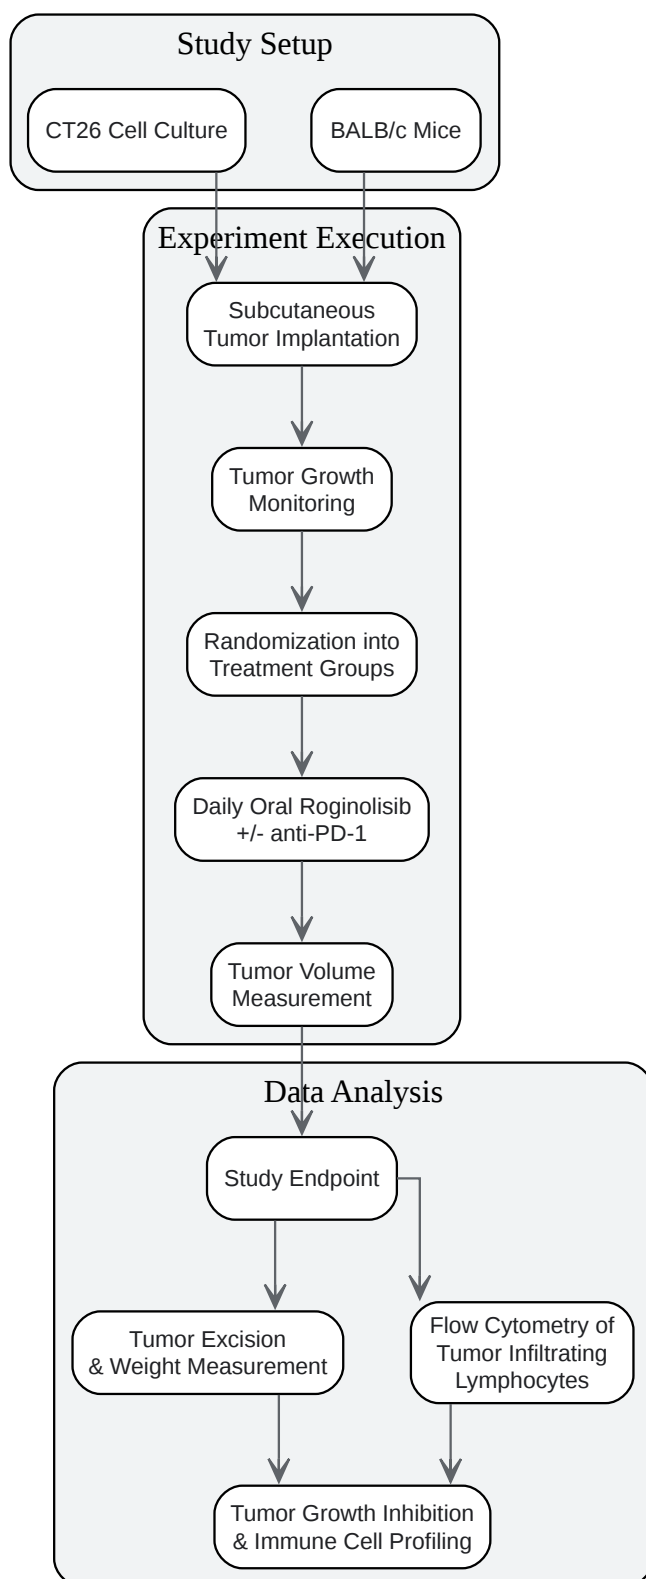 Study Setup
CT26 Cell Culture
BALB/c Mice
Experiment Execution
Subcutaneous
Tumor Implantation
Tumor Growth
Monitoring
Randomization into
Treatment Groups
Daily Oral Roginolisib
+/- anti-PD-1
Tumor Volume
Measurement
Data Analysis
Study Endpoint
Tumor Excision
& Weight Measurement
Flow Cytometry of
Tumor Infiltrating
Lymphocytes
Tumor Growth Inhibition
& Immune Cell Profiling